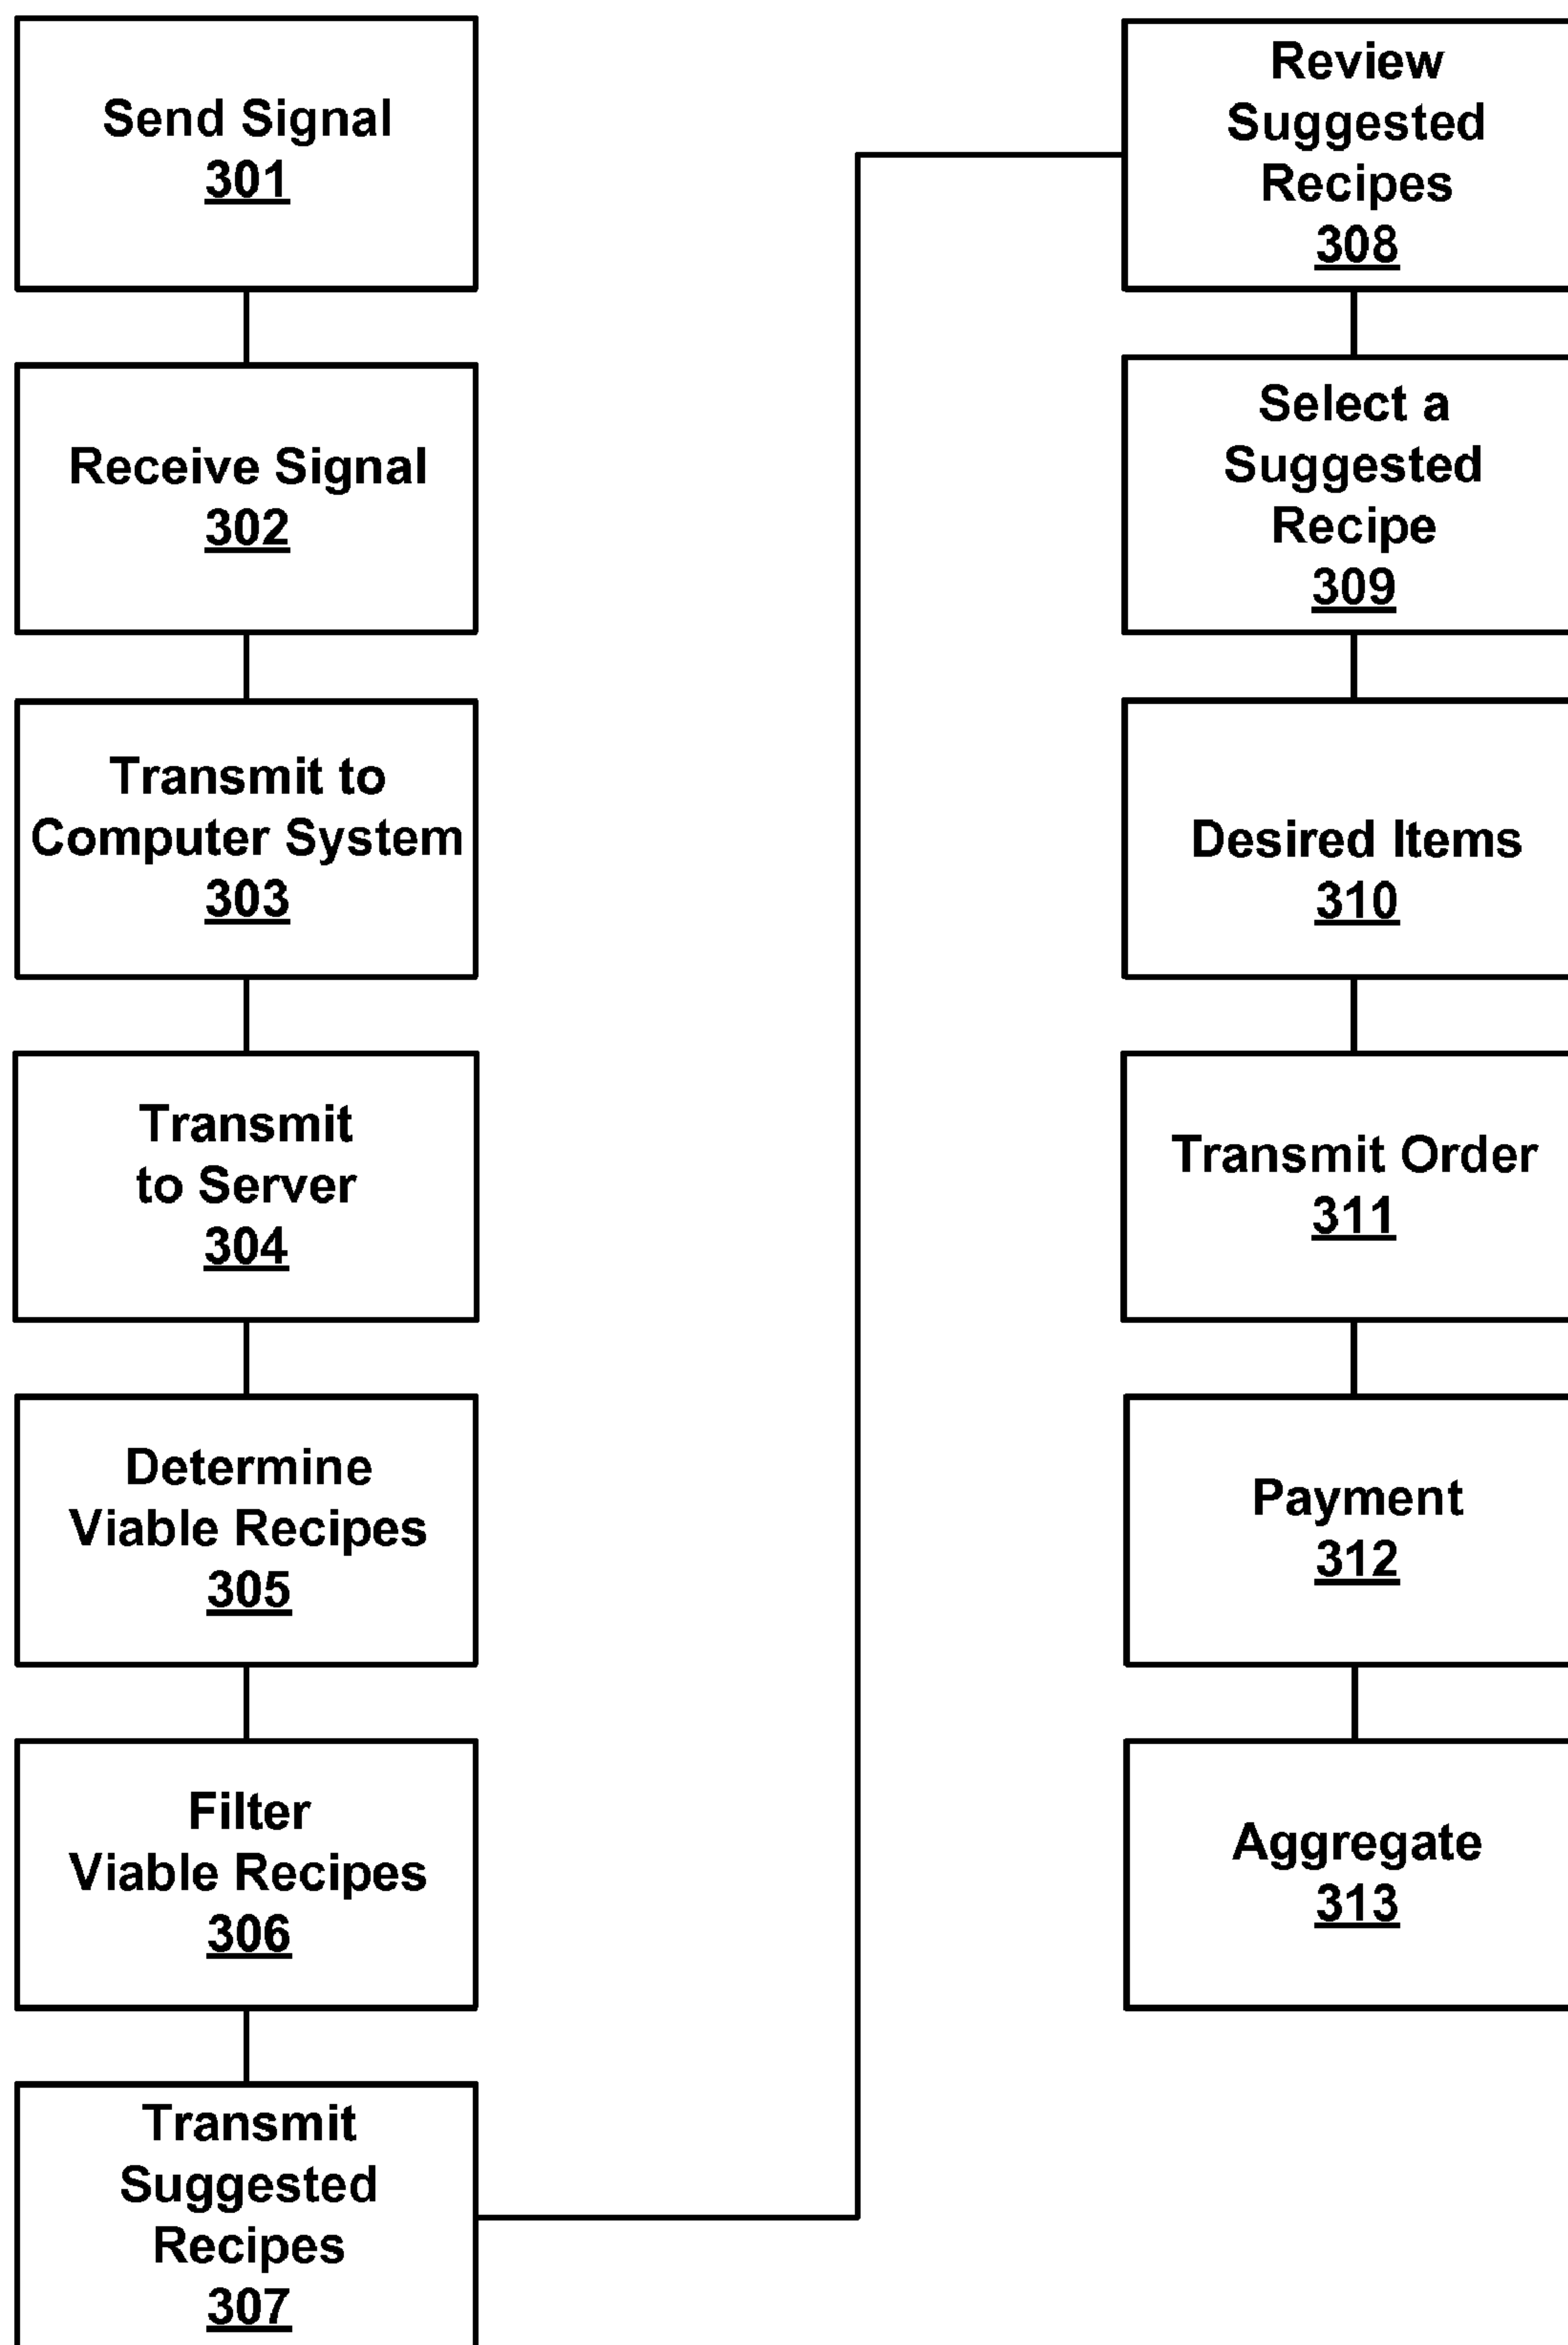 Send Signal
301
Receive Signal
302
Transmit to
Computer System
303
Transmit
to Server
304
Determine
Viable Recipes
305
Filter
Viable Recipes
306
Transmit
Suggested
Recipes
307
Review
Suggested
Recipes
308
Select a
Suggested
Recipe
309
Desired Items
310
Transmit Order
311
Payment
312
Aggregate
313